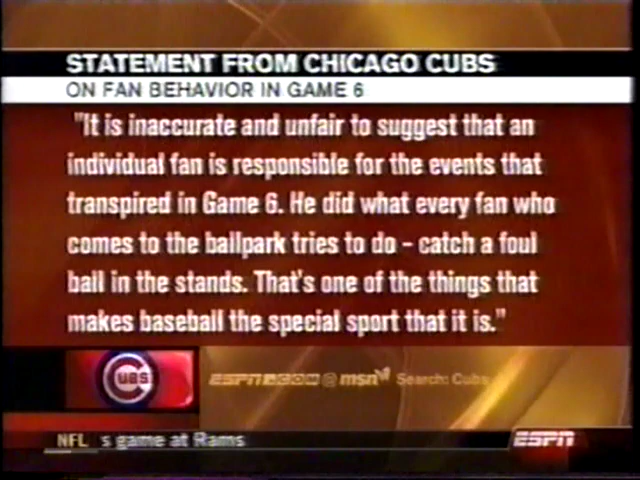 STATEMENT FROM CHICAGO CUBS
ON FAN BEHAVIOR IN GAME 6
"It is inaccurate and unfair to suggest that an
individual fan is responsible for the events that
transpired in Game 6. He did what every fan who
comes to the ballpark tries to do – catch a foul
ball in the stands. That's one of the things that
makes baseball the special sport that it is."
CUBS
ESPN.COM @ msn Search: Cubs
NFL s game at Rams
ESPN